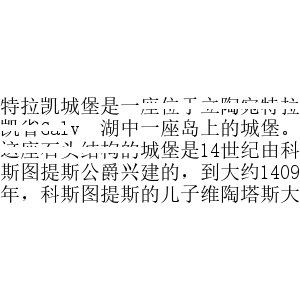 特拉凯城堡是一座位于立陶宛特拉
凯省Galv 湖中一座岛上的城堡。
这座石头结构的城堡是14世纪由科
斯图提斯公爵兴建的，到大约1409
年，科斯图提斯的儿子维陶塔斯大